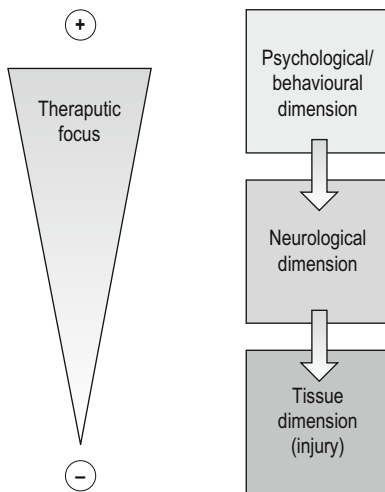 +
Theraputic
focus
−
Psychological/
behavioural
dimension
Neurological
dimension
Tissue
dimension
(injury)